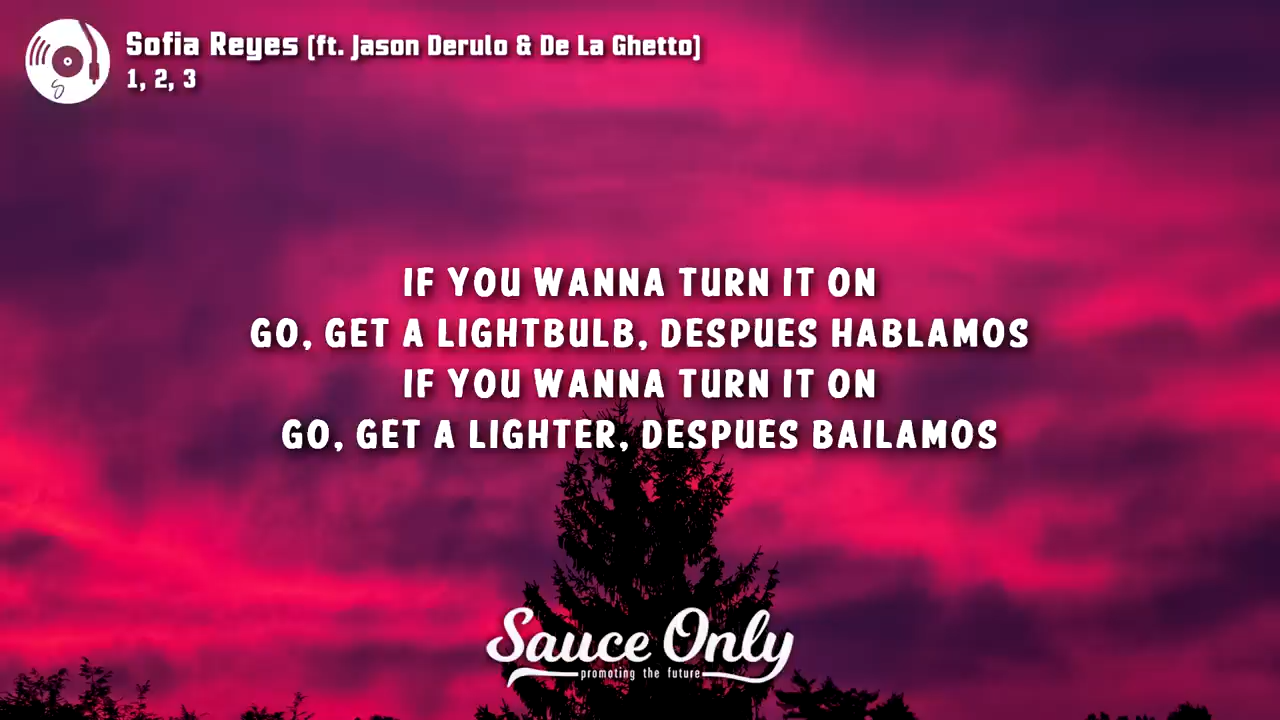 Sofia Reyes [ft. Jason Derulo & De La Ghetto]
1, 2, 3
IF YOU WANNA TURN IT ON
GO, GET A LIGHTBULB, DESPUES HABLAMOS
IF YOU WANNA TURN IT ON
GO, GET A LIGHTER, DESPUES BAILAMOS
Sauce Only
promoting the future